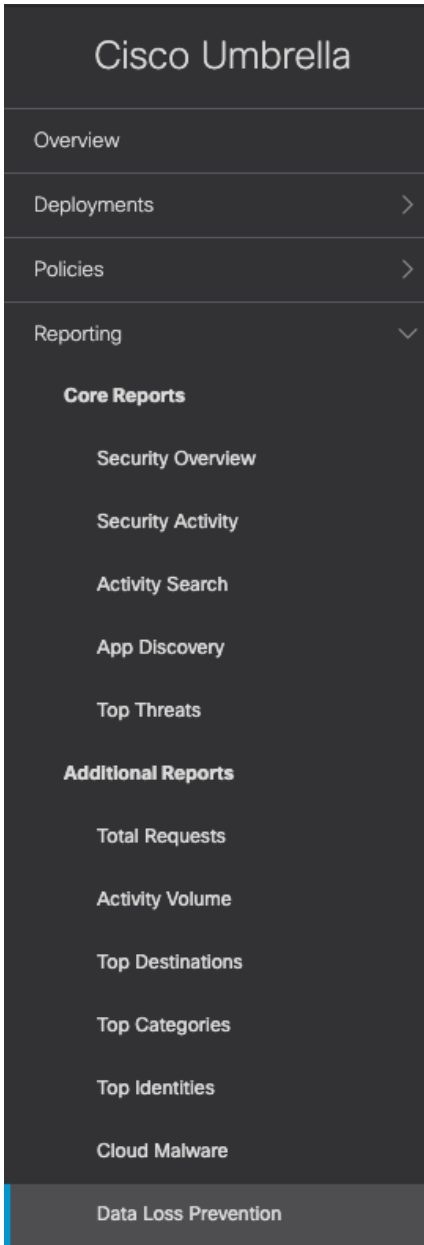 Cisco Umbrella
Overview
Deployments
Policies
Reporting
Core Reports
Security Overview
Security Activity
Activity Search
App Discovery
Top Threats
Additional Reports
Total Requests
Activity Volume
Top Destinations
Top Categories
Top Identities
Cloud Malware
Data Loss Prevention